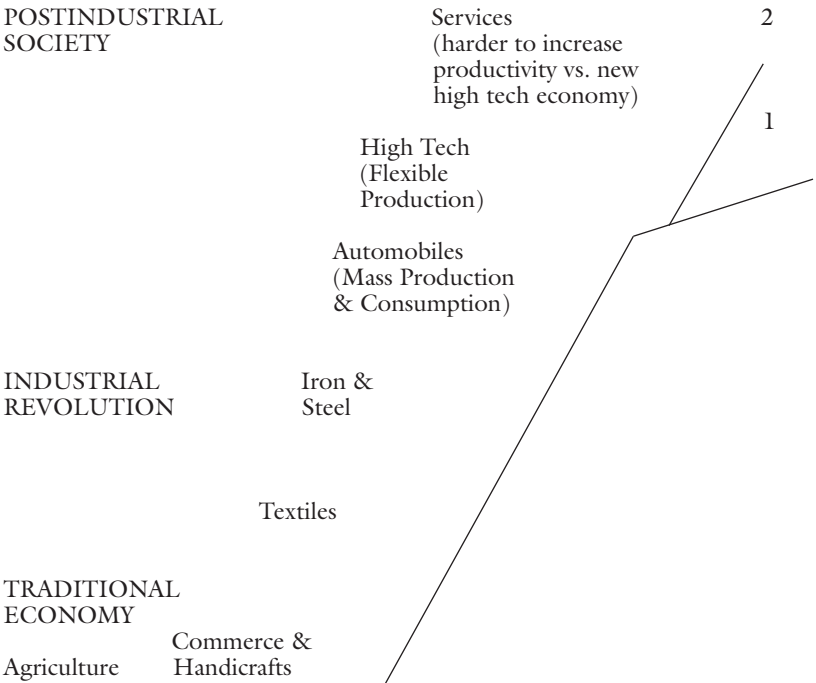 POSTINDUSTRIAL
SOCIETY
Services
(harder to increase
productivity vs. new
high tech economy)
2
1
High Tech
(Flexible
Production)
Automobiles
(Mass Production
& Consumption)
INDUSTRIAL
REVOLUTION
Iron &
Steel
Textiles
TRADITIONAL
ECONOMY
Agriculture
Commerce &
Handicrafts